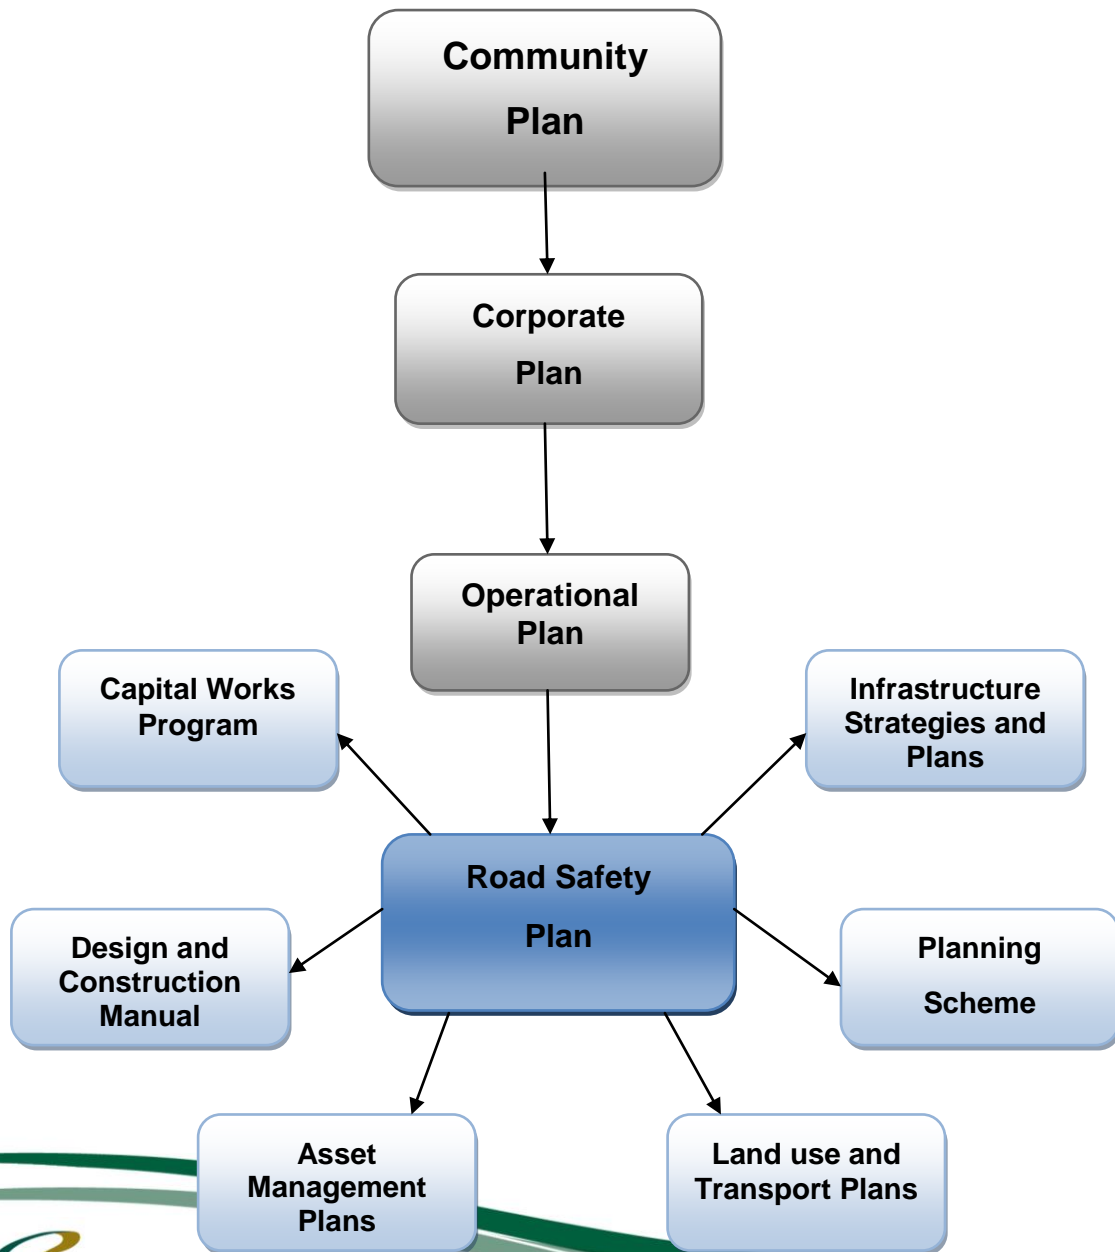 Community
Plan
Corporate
Plan
Operational
Plan
Capital Works
Program
Infrastructure
Strategies and
Plans
Road Safety
Plan
Design and
Construction
Manual
Planning
Scheme
Asset
Management
Plans
Land use and
Transport Plans